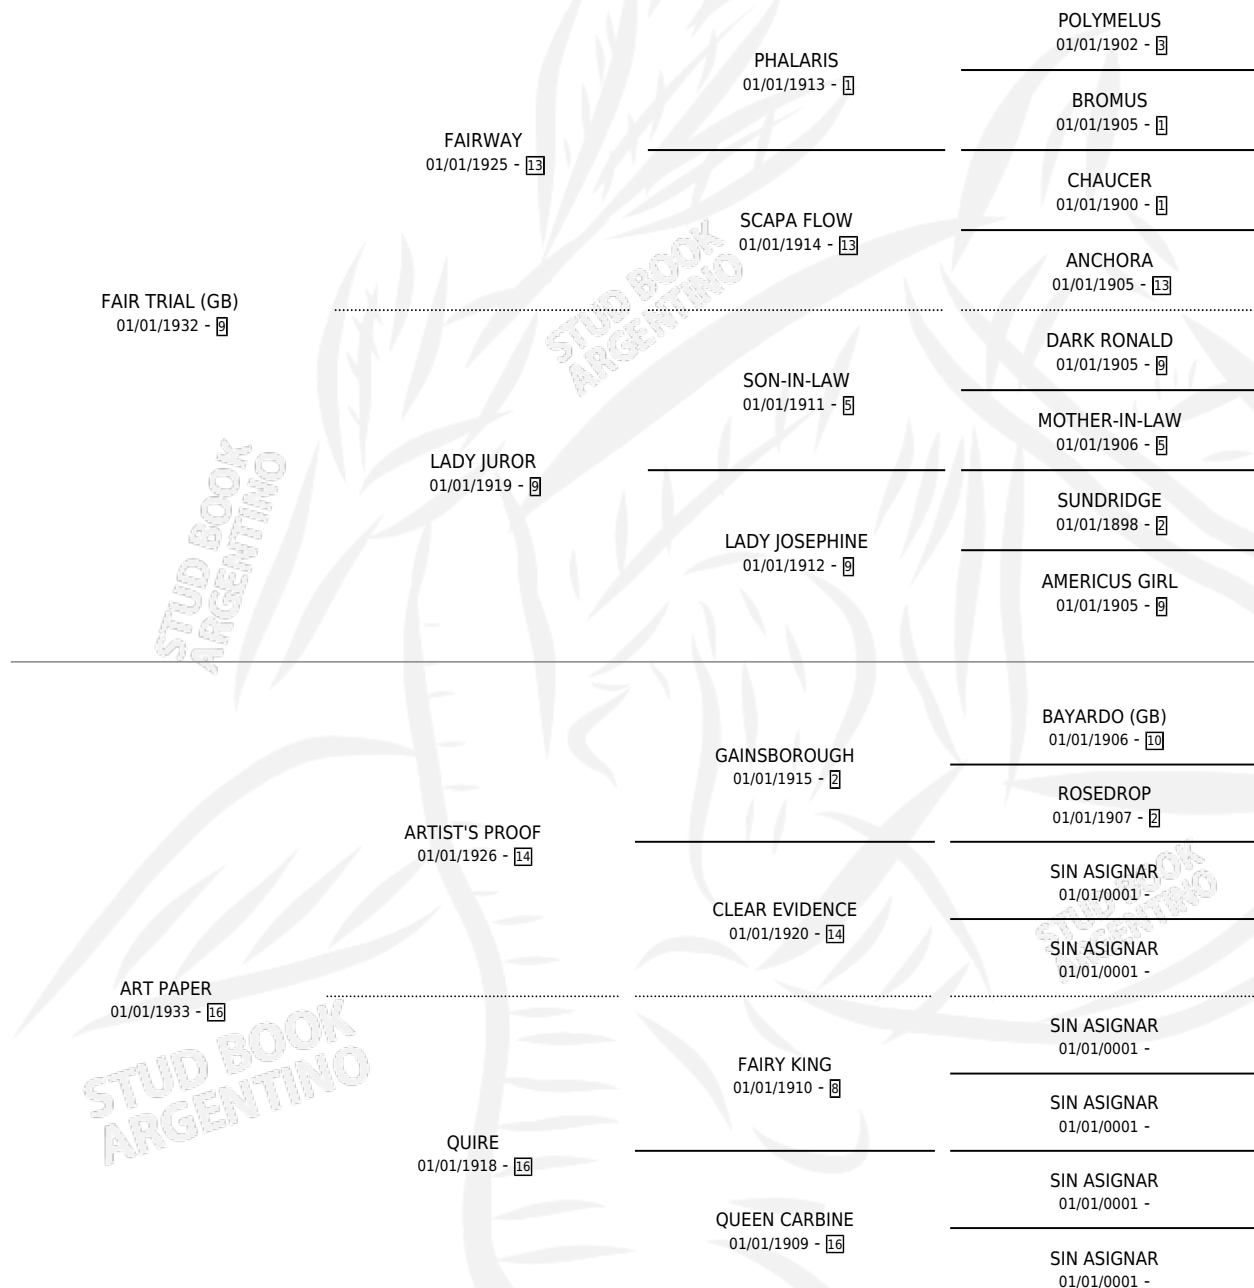 POLYMELUS
01/01/1902 - 3
PHALARIS
01/01/1913 - 1
BROMUS
01/01/1905 - 1
FAIRWAY
01/01/1925 - 13
CHAUCER
01/01/1900 - 1
SCAPA FLOW
01/01/1914 - 13
ANCHORA
01/01/1905 - 13
FAIR TRIAL (GB)
01/01/1932 - 9
DARK RONALD
01/01/1905 - 9
SON-IN-LAW
01/01/1911 - 5
MOTHER-IN-LAW
01/01/1906 - 5
LADY JUROR
01/01/1919 - 9
SUNDRIDGE
01/01/1898 - 2
LADY JOSEPHINE
01/01/1912 - 9
AMERICUS GIRL
01/01/1905 - 9
STUD BOOK
ARGENTINO
STUD BOOK
ARGENTINO
BAYARDO (GB)
01/01/1906 - 10
GAINSBOROUGH
01/01/1915 - 2
ROSEDROP
01/01/1907 - 2
ARTIST'S PROOF
01/01/1926 - 14
SIN ASIGNAR
01/01/0001 -
CLEAR EVIDENCE
01/01/1920 - 14
SIN ASIGNAR
01/01/0001 -
STUD BOOK
ARGENTINO
ART PAPER
01/01/1933 - 16
SIN ASIGNAR
01/01/0001 -
FAIRY KING
01/01/1910 - 8
SIN ASIGNAR
01/01/0001 -
STUD BOOK
ARGENTINO
QUIRE
01/01/1918 - 16
SIN ASIGNAR
01/01/0001 -
QUEEN CARBINE
01/01/1909 - 16
SIN ASIGNAR
01/01/0001 -